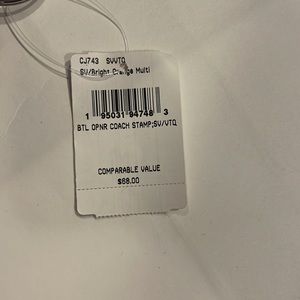 CJ743 SVVTQ
SV/Bright Orange Multi
1 95031 94748 3
BTL OPNR COACH STAMP;SV/VTQ
COMPARABLE VALUE
$68.00